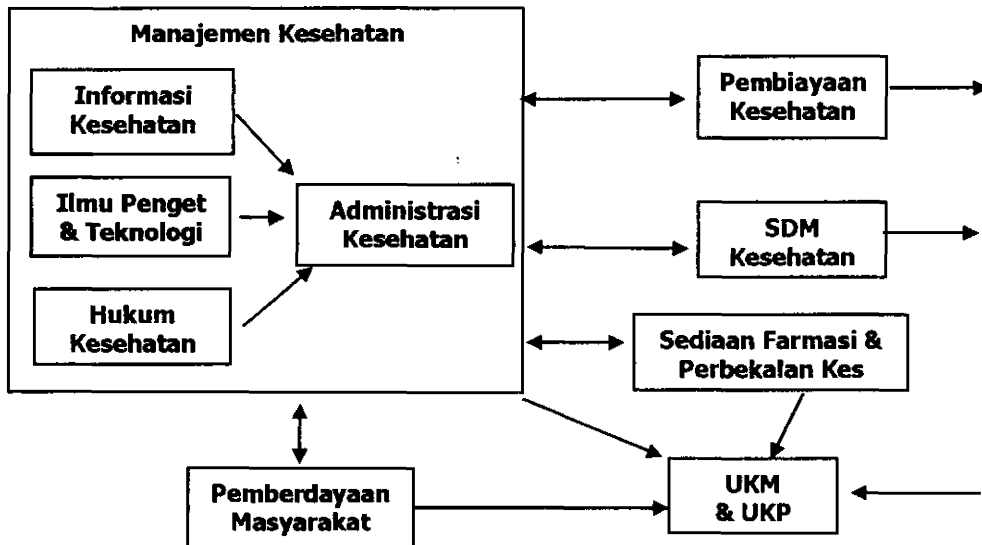 Manajemen Kesehatan
Informasi
Kesehatan
Ilmu Penget
& Teknologi
Hukum
Kesehatan
Administrasi
Kesehatan
Pembiayaan
Kesehatan
SDM
Kesehatan
Sediaan Farmasi &
Perbekalan Kes
Pemberdayaan
Masyarakat
UKM
& UKP